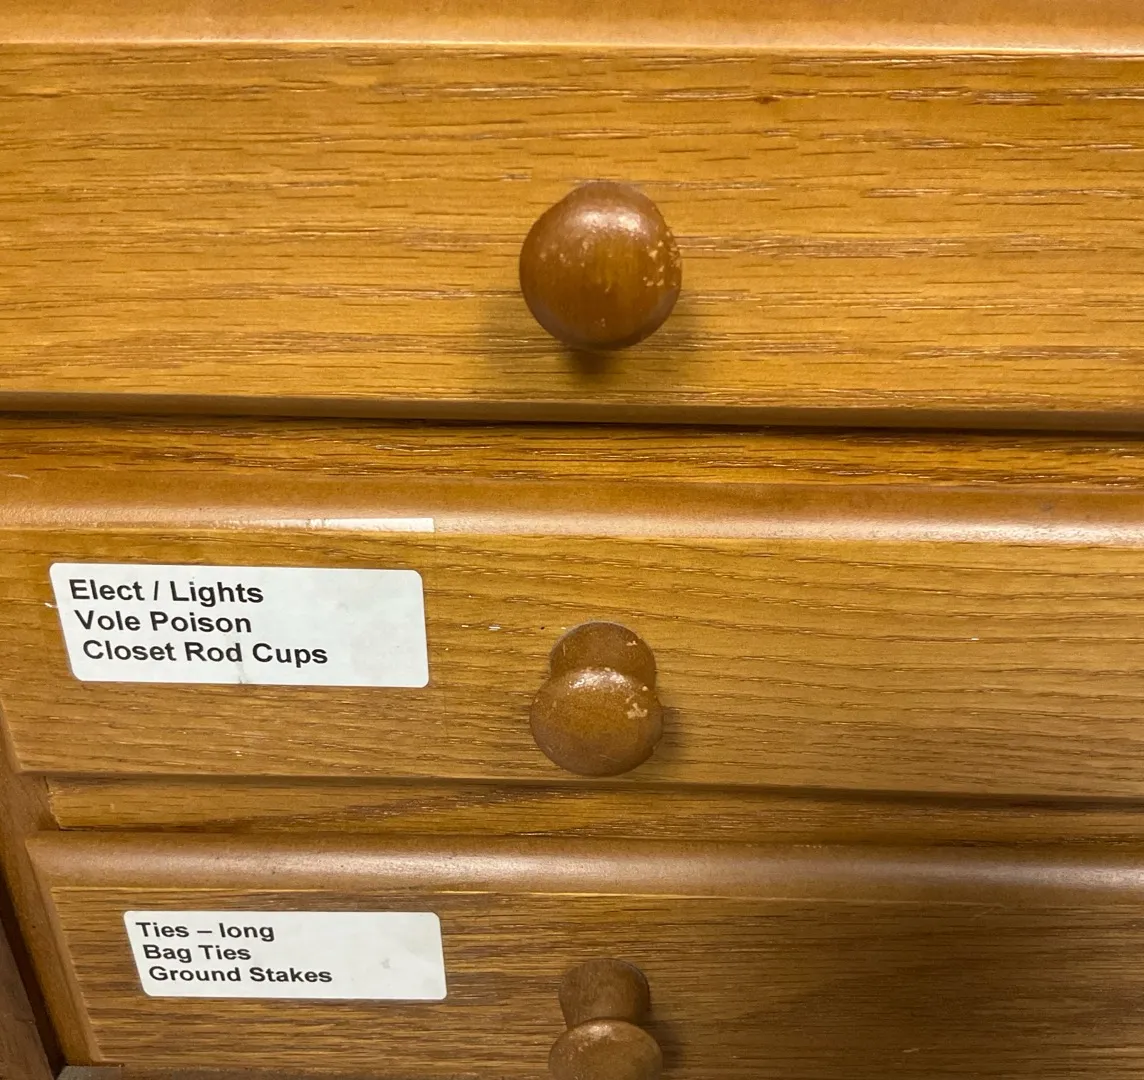 Elect / Lights
Vole Poison
Closet Rod Cups
Ties – long
Bag Ties
Ground Stakes